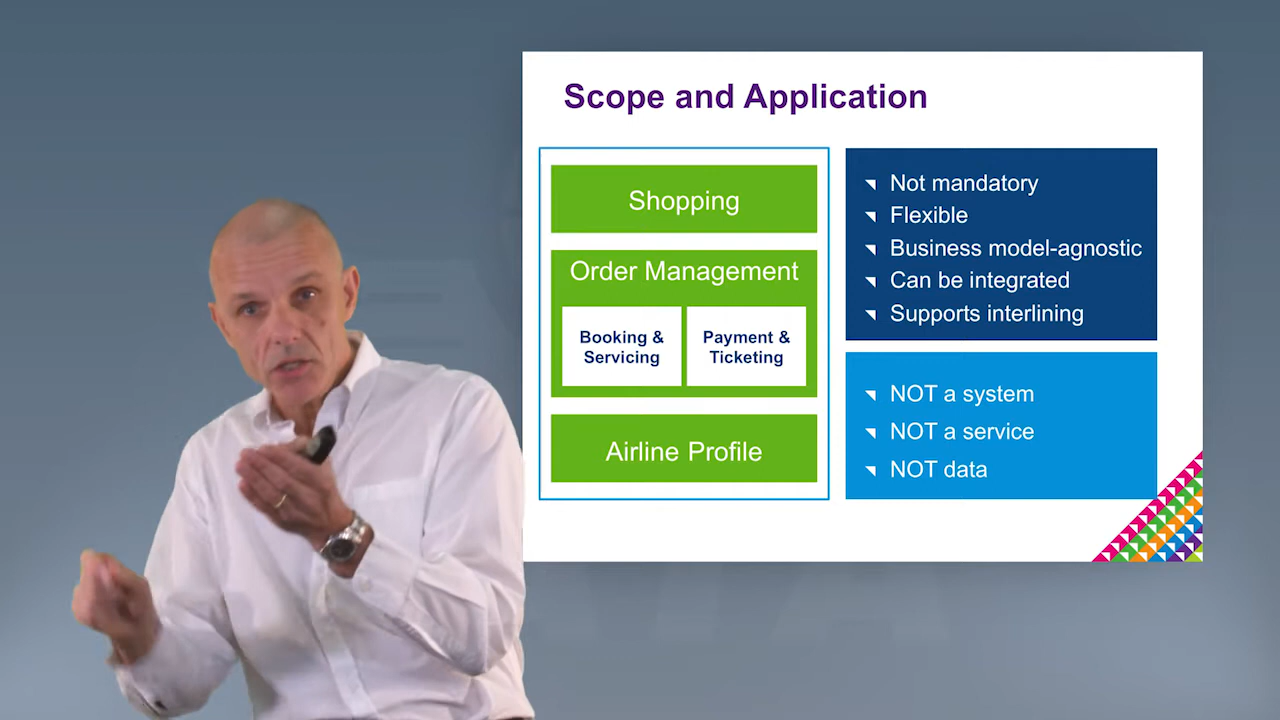 Scope and Application
Shopping
Order Management
Booking &
Servicing
Payment &
Ticketing
Airline Profile
Not mandatory
Flexible
Business model-agnostic
Can be integrated
Supports interlining
NOT a system
NOT a service
NOT data